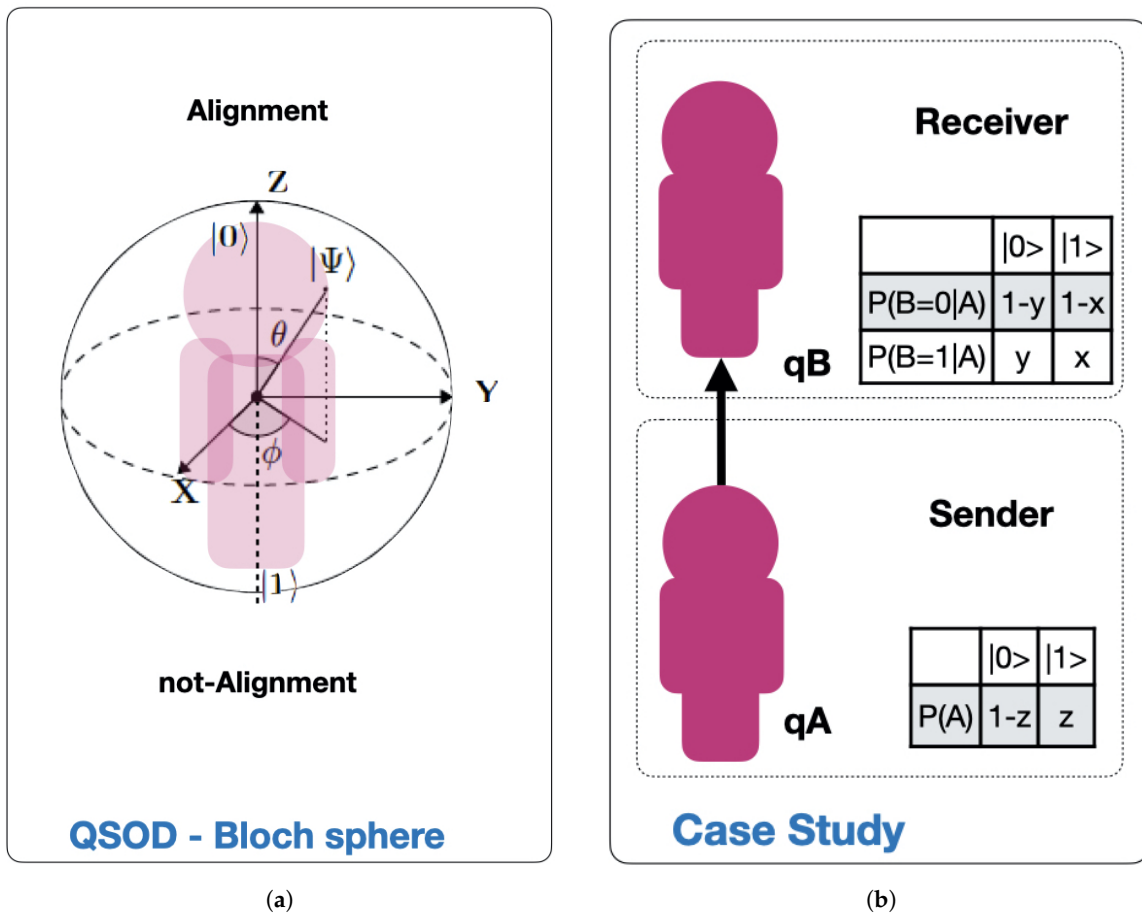 Alignment
Z
|0⟩
|Ψ⟩
θ
Y
ϕ
X
|1⟩
not-Alignment
QSOD - Bloch sphere
(a)
Receiver
|0> |1>
P(B=0|A) 1-y 1-x
P(B=1|A) y x
qB
Sender
|0> |1>
P(A) 1-z z
qA
Case Study
(b)